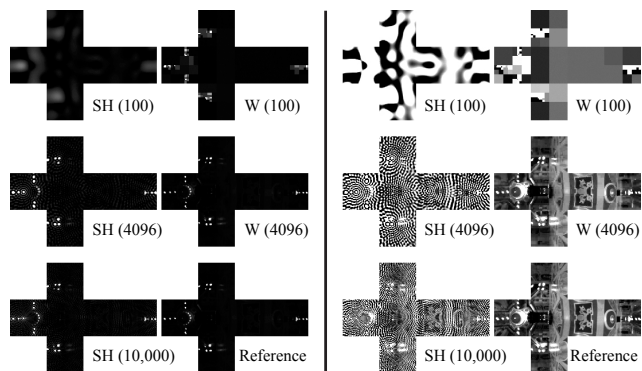 SH (100)
W (100)
SH (100)
W (100)
SH (4096)
W (4096)
SH (4096)
W (4096)
SH (10,000)
Reference
SH (10,000)
Reference